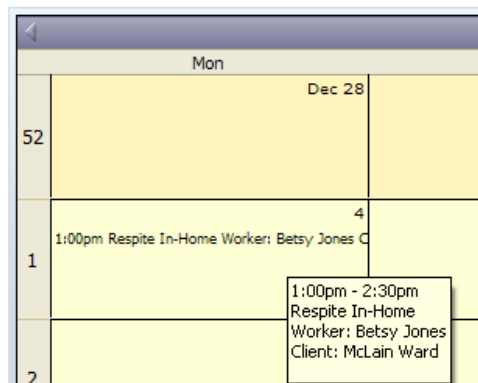 Mon
Dec 28
52
4
1:00pm Respite In-Home Worker: Betsy Jones C
1
1:00pm - 2:30pm
Respite In-Home
Worker: Betsy Jones
Client: McLain Ward
2